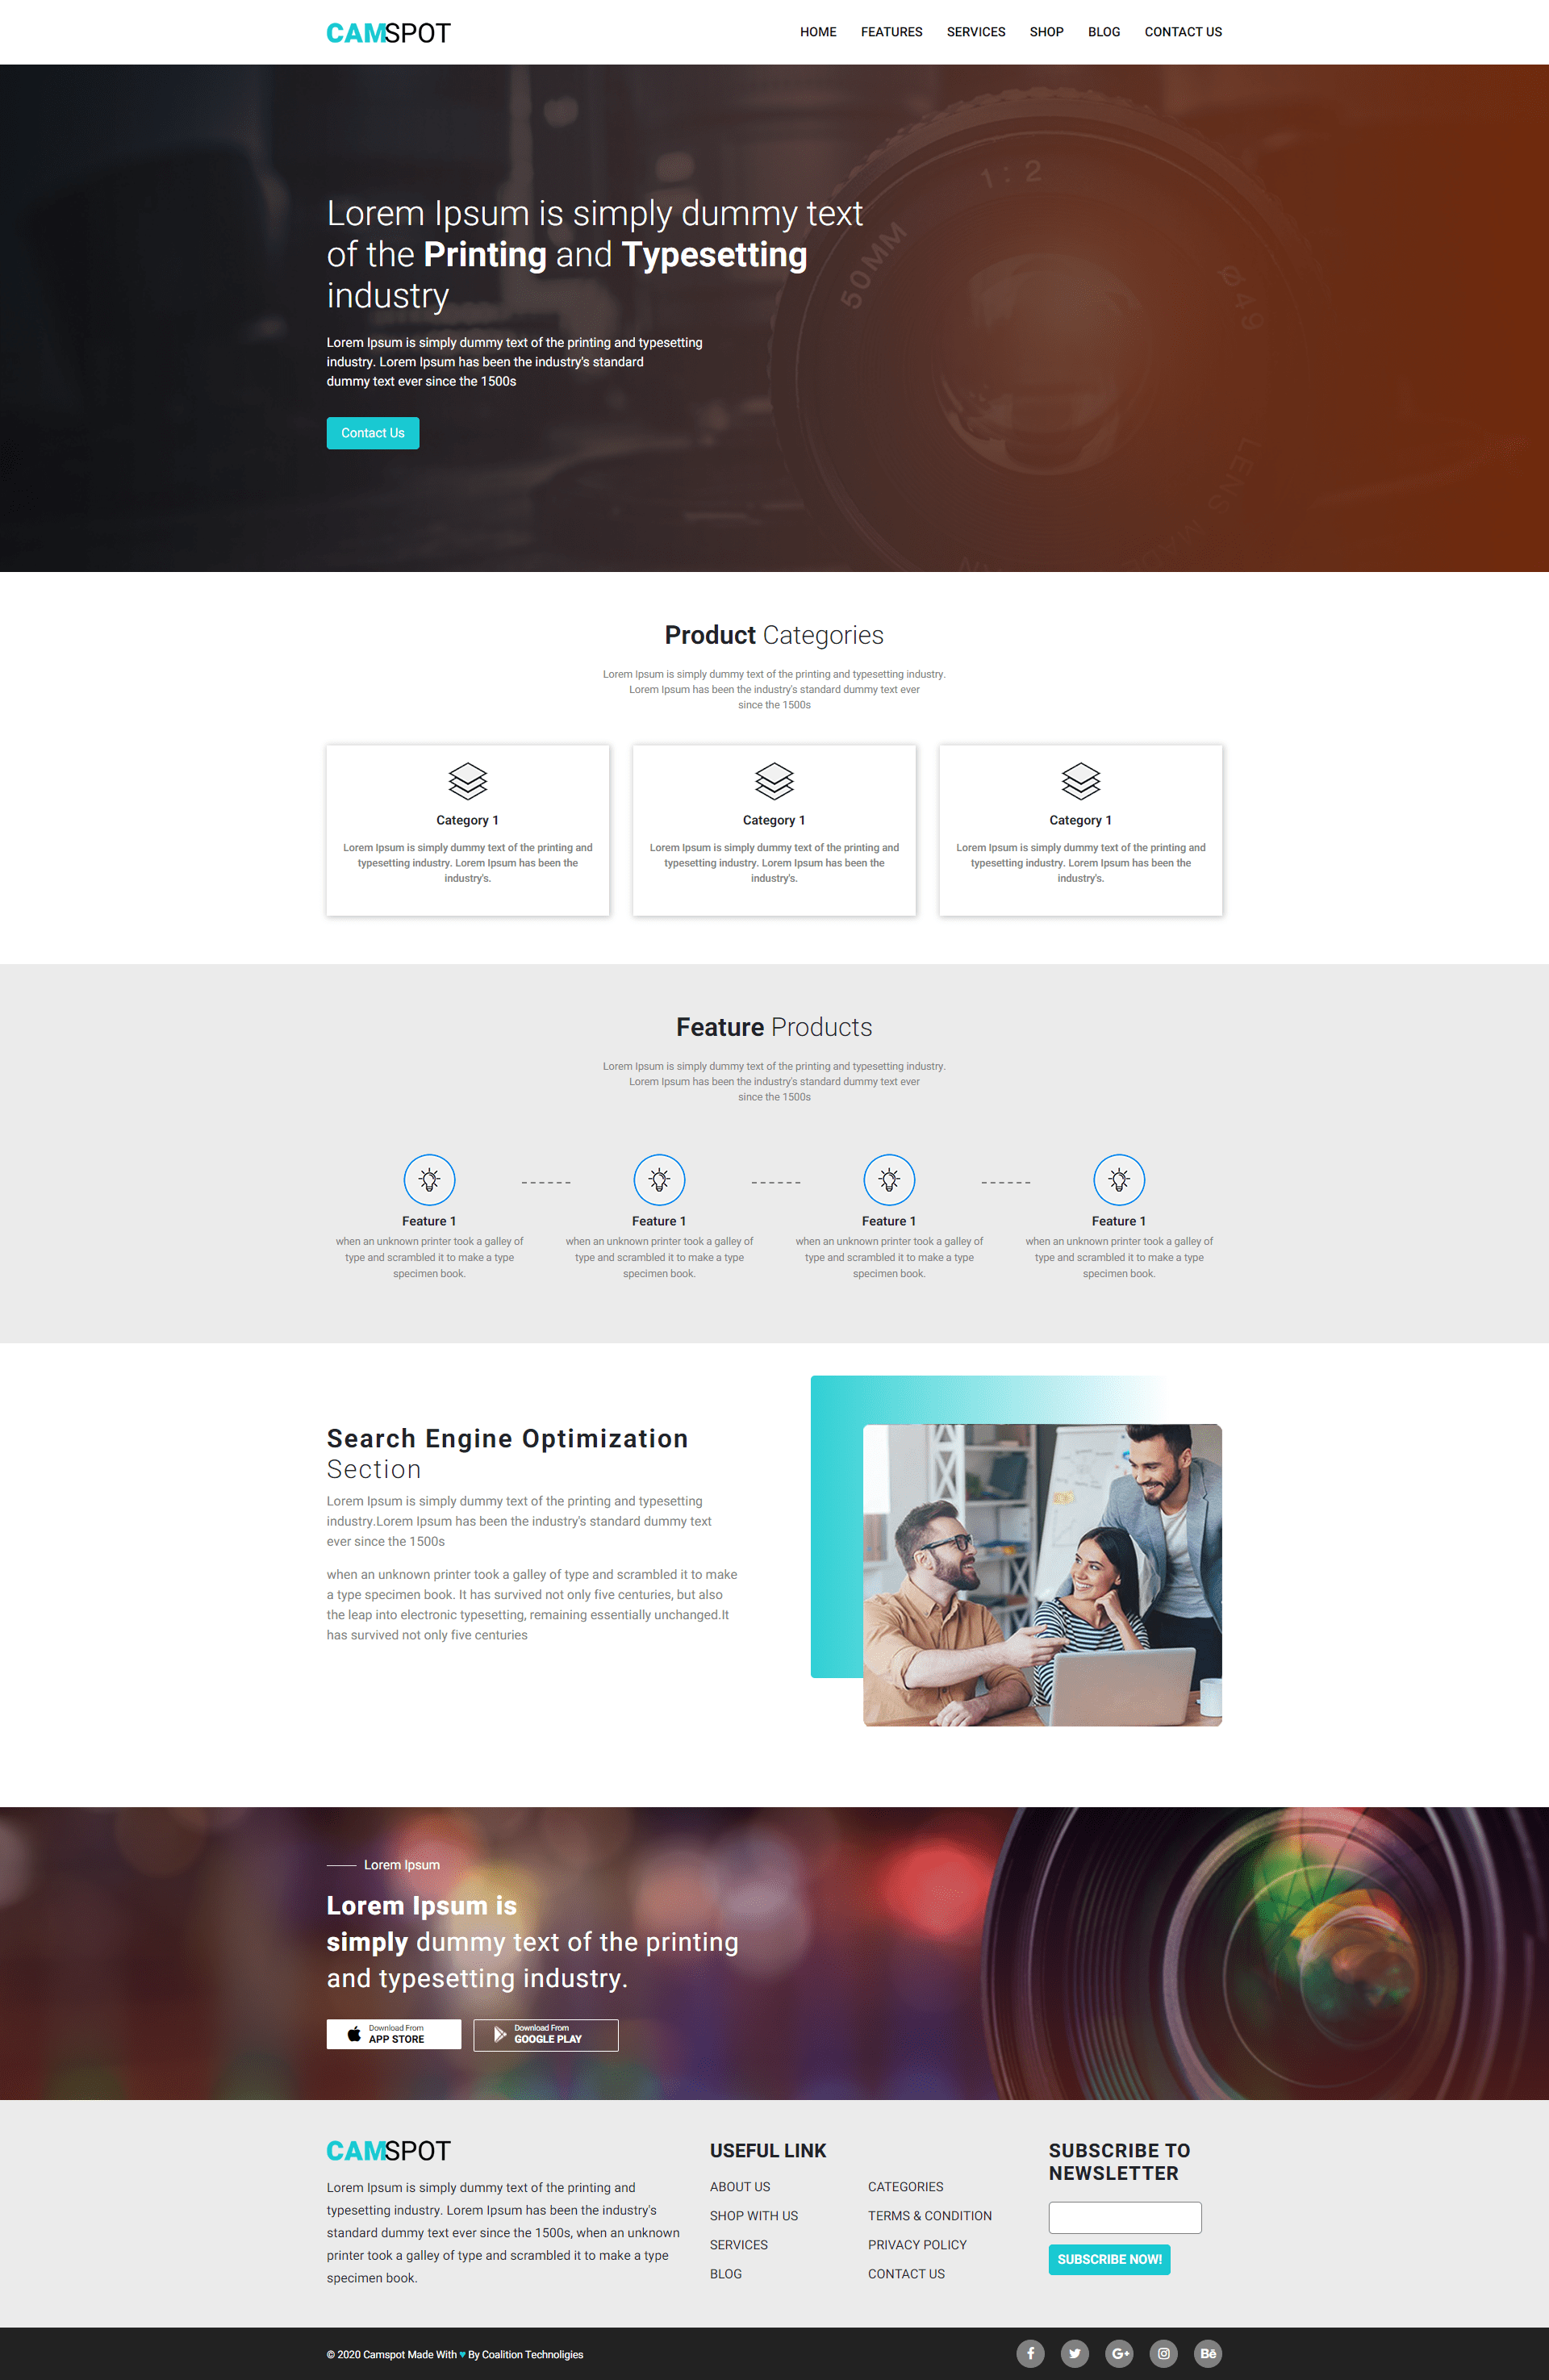 CAMSPOT
HOME FEATURES SERVICES SHOP BLOG CONTACT US
1:2
50MM
Ø49
LENS
Lorem Ipsum is simply dummy text
of the Printing and Typesetting
industry
Lorem Ipsum is simply dummy text of the printing and typesetting
industry. Lorem Ipsum has been the industry's standard
dummy text ever since the 1500s
Contact Us
Product Categories
Lorem Ipsum is simply dummy text of the printing and typesetting industry.
Lorem Ipsum has been the industry's standard dummy text ever
since the 1500s
Category 1
Lorem Ipsum is simply dummy text of the printing and
typesetting industry. Lorem Ipsum has been the
industry's.
Category 1
Lorem Ipsum is simply dummy text of the printing and
typesetting industry. Lorem Ipsum has been the
industry's.
Category 1
Lorem Ipsum is simply dummy text of the printing and
typesetting industry. Lorem Ipsum has been the
industry's.
Feature Products
Lorem Ipsum is simply dummy text of the printing and typesetting industry.
Lorem Ipsum has been the industry's standard dummy text ever
since the 1500s
Feature 1
when an unknown printer took a galley of
type and scrambled it to make a type
specimen book.
Feature 1
when an unknown printer took a galley of
type and scrambled it to make a type
specimen book.
Feature 1
when an unknown printer took a galley of
type and scrambled it to make a type
specimen book.
Feature 1
when an unknown printer took a galley of
type and scrambled it to make a type
specimen book.
Search Engine Optimization
Section
Lorem Ipsum is simply dummy text of the printing and typesetting
industry.Lorem Ipsum has been the industry's standard dummy text
ever since the 1500s
when an unknown printer took a galley of type and scrambled it to make
a type specimen book. It has survived not only five centuries, but also
the leap into electronic typesetting, remaining essentially unchanged.It
has survived not only five centuries
Lorem Ipsum
Lorem Ipsum is
simply dummy text of the printing
and typesetting industry.
Download From
APP STORE
Download From
GOOGLE PLAY
CAMSPOT
Lorem Ipsum is simply dummy text of the printing and
typesetting industry. Lorem Ipsum has been the industry's
standard dummy text ever since the 1500s, when an unknown
printer took a galley of type and scrambled it to make a type
specimen book.
USEFUL LINK
ABOUT US
SHOP WITH US
SERVICES
BLOG
CATEGORIES
TERMS & CONDITION
PRIVACY POLICY
CONTACT US
SUBSCRIBE TO
NEWSLETTER
SUBSCRIBE NOW!
© 2020 Camspot Made With ♥ By Coalition Technoligies